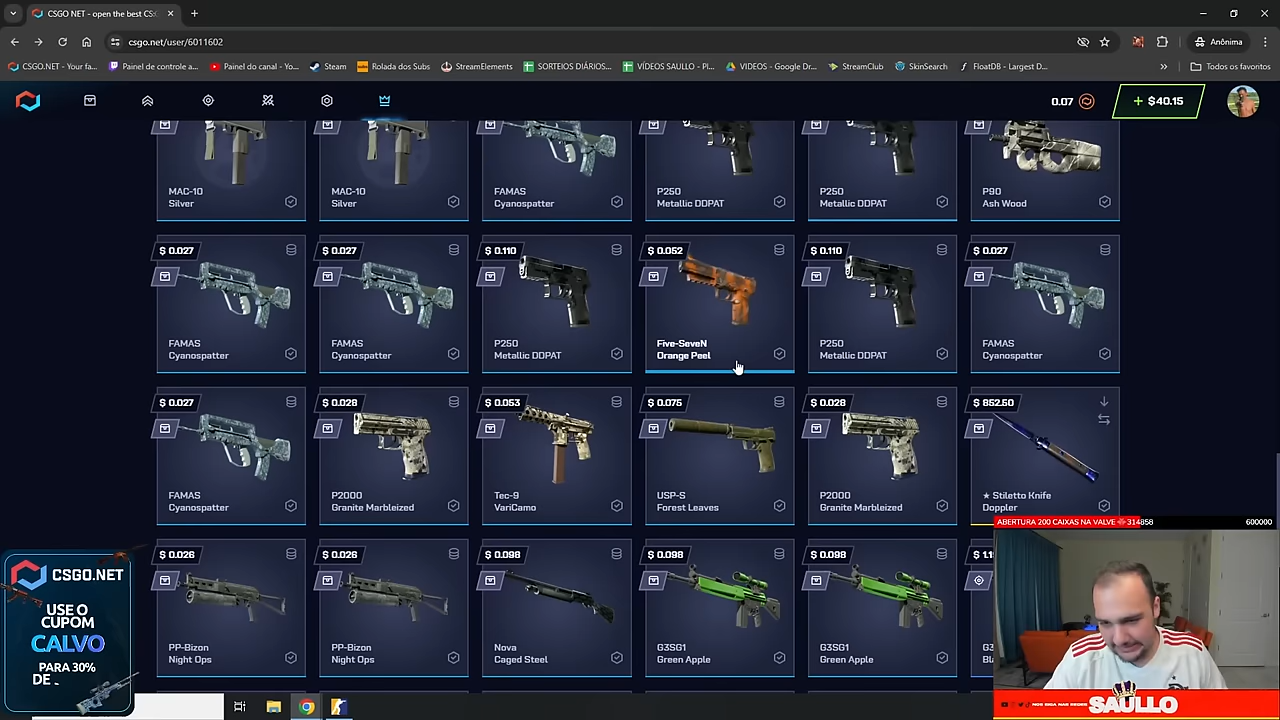 CSGO NET - open the best CS:
csgo.net/user/6011602
Anônima
CSGO.NET - Your fa...
Painel de controle a...
Painel do canal - Yo...
Steam
Rolada dos Subs
StreamElements
SORTEIOS DIÁRIOS...
VÍDEOS SAULLO - Pl...
VIDEOS - Google Dr...
StreamClub
SkinSearch
FloatDB - Largest D...
Todos os favoritos
0.07
+ $40.15
MAC-10
Silver
MAC-10
Silver
FAMAS
Cyanospatter
P250
Metallic DDPAT
P250
Metallic DDPAT
P90
Ash Wood
$ 0.027
FAMAS
Cyanospatter
$ 0.027
FAMAS
Cyanospatter
$ 0.110
P250
Metallic DDPAT
$ 0.052
Five-SeveN
Orange Peel
$ 0.110
P250
Metallic DDPAT
$ 0.027
FAMAS
Cyanospatter
$ 0.027
FAMAS
Cyanospatter
$ 0.028
P2000
Granite Marbleized
$ 0.053
Tec-9
VariCamo
$ 0.075
USP-S
Forest Leaves
$ 0.028
P2000
Granite Marbleized
$ 852.50
★ Stiletto Knife
Doppler
$ 0.026
PP-Bizon
Night Ops
$ 0.026
PP-Bizon
Night Ops
$ 0.098
Nova
Caged Steel
$ 0.098
G3SG1
Green Apple
$ 0.098
G3SG1
Green Apple
CSGO.NET
USE O
CUPOM
CALVO
PARA 30%
DE _
ABERTURA 200 CAIXAS NA VALVE
314858
600000
NOS SIGA NAS REDES
SAULLO